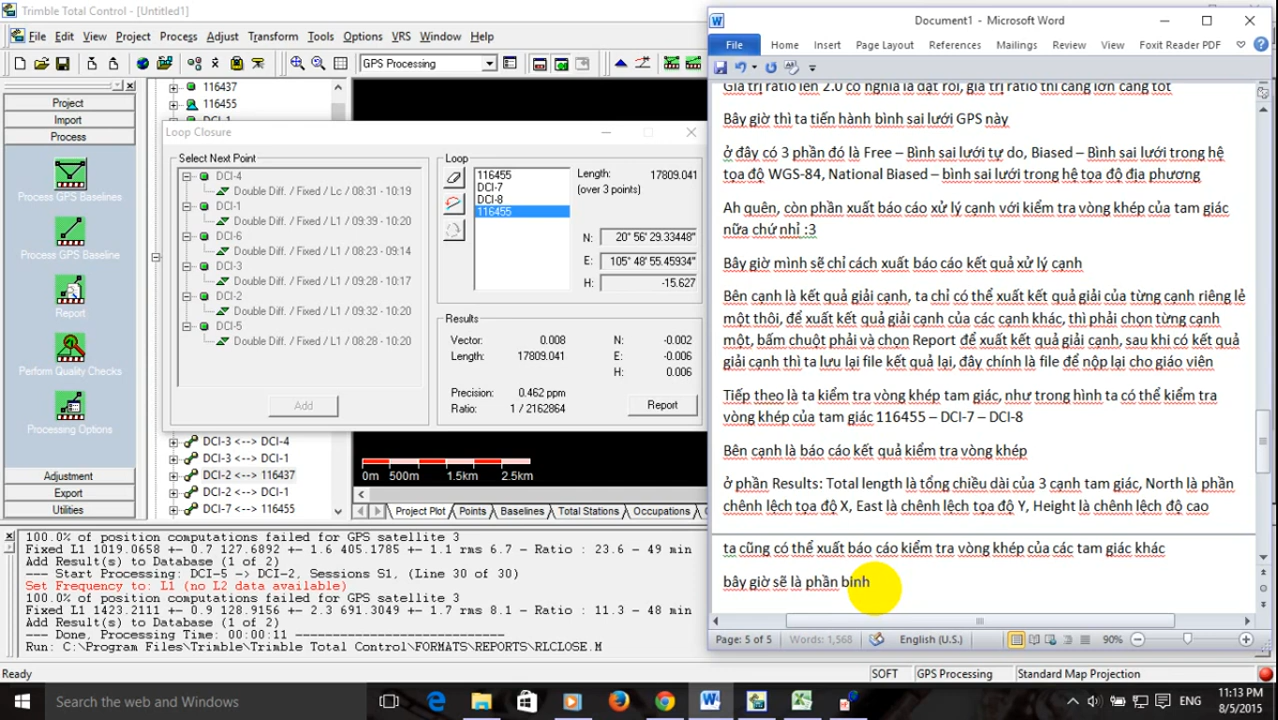 Trimble Total Control - [Untitled1]
File Edit View Project Process Adjust Transform Tools Options VRS Window Help
GPS Processing
Project
Import
Process
Process GPS Baselines
Process GPS Baseline
Report
Perform Quality Checks
Processing Options
Adjustment
Export
Utilities
116437
116455
DCI-1
Loop Closure
Select Next Point
DCI-4
Double Diff. / Fixed / Lc / 08:31 - 10:19
DCI-1
Double Diff. / Fixed / L1 / 09:39 - 10:20
DCI-6
Double Diff. / Fixed / L1 / 08:23 - 09:14
DCI-3
Double Diff. / Fixed / L1 / 09:28 - 10:17
DCI-2
Double Diff. / Fixed / L1 / 09:32 - 10:20
DCI-5
Double Diff. / Fixed / L1 / 08:28 - 10:20
Add
Loop
116455
DCI-7
DCI-8
116455
Length: 17809.041
(over 3 points)
N: 20° 56' 29.33448"
E: 105° 48' 55.45934"
H: -15.627
Results
Vector: 0.008 N: -0.002
Length: 17809.041 E: -0.006
H: 0.006
Precision: 0.462 ppm
Ratio: 1 / 2162864
Report
DCI-3 <--> DCI-4
DCI-3 <--> DCI-1
DCI-2 <--> 116437
DCI-2 <--> DCI-1
DCI-7 <--> 116455
0m 500m 1.5km 2.5km
Project Plot Points Baselines Total Stations Occupations
100.0% of position computations failed for GPS satellite 3
Fixed L1 1019.0658 +- 0.7 127.6892 +- 1.6 405.1785 +- 1.1 rms 6.7 - Ratio : 23.6 - 49 min
Add Result(s) to Database (1 of 2)
--- Start Processing: DCI-5 -> DCI-2, Sessions S1, (Line 30 of 30)
Set Frequency to: L1 (no L2 data available)
100.0% of position computations failed for GPS satellite 3
Fixed L1 1423.2111 +- 0.9 128.9156 +- 2.3 691.3049 +- 1.7 rms 8.1 - Ratio : 11.3 - 48 min
Add Result(s) to Database (1 of 2)
--- Done, Processing Time: 00:00:11 --------------------------
Run: C:\Program Files\Trimble\Trimble Total Control\FORMATS\REPORTS\RLCLOSE.M
Ready
SOFT GPS Processing Standard Map Projection
Document1 - Microsoft Word
File Home Insert Page Layout References Mailings Review View Foxit Reader PDF
Giá trị ratio lên 2.0 có nghĩa là đạt rồi, giá trị ratio thì càng lớn càng tốt
Bây giờ thì ta tiến hành bình sai lưới GPS này
ở đây có 3 phần đó là Free – Bình sai lưới tự do, Biased – Bình sai lưới trong hệ
tọa độ WGS-84, National Biased – bình sai lưới trong hệ tọa độ địa phương
Ah quên, còn phần xuất báo cáo xử lý cạnh với kiểm tra vòng khép của tam giác
nữa chứ nhỉ :3
Bây giờ mình sẽ chỉ cách xuất báo cáo kết quả xử lý cạnh
Bên cạnh là kết quả giải cạnh, ta chỉ có thể xuất kết quả giải của từng cạnh riêng lẻ
một thôi, để xuất kết quả giải cạnh của các cạnh khác, thì phải chọn từng cạnh
một, bấm chuột phải và chọn Report để xuất kết quả giải cạnh, sau khi có kết quả
giải cạnh thì ta lưu lại file kết quả lại, đây chính là file để nộp lại cho giáo viên
Tiếp theo là ta kiểm tra vòng khép tam giác, như trong hình ta có thể kiểm tra
vòng khép của tam giác 116455 – DCI-7 – DCI-8
Bên cạnh là báo cáo kết quả kiểm tra vòng khép
ở phần Results: Total length là tổng chiều dài của 3 cạnh tam giác, North là phần
chênh lệch tọa độ X, East là chênh lệch tọa độ Y, Height là chênh lệch độ cao
ta cũng có thể xuất báo cáo kiểm tra vòng khép của các tam giác khác
bây giờ sẽ là phần bình
Page: 5 of 5 Words: 1,568 English (U.S.) 90%
Search the web and Windows
ENG
11:13 PM
8/5/2015